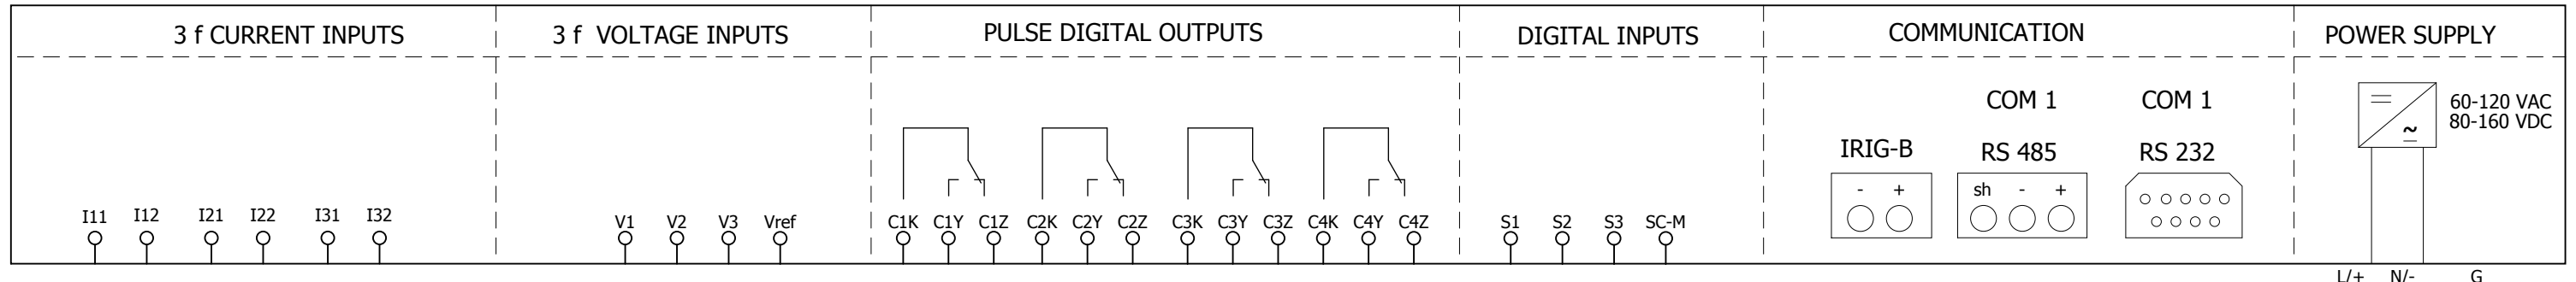 3 f CURRENT INPUTS
3 f VOLTAGE INPUTS
PULSE DIGITAL OUTPUTS
DIGITAL INPUTS
COMMUNICATION
POWER SUPPLY
I11 I12 I21 I22 I31 I32
V1 V2 V3 Vref
C1K C1Y C1Z C2K C2Y C2Z C3K C3Y C3Z C4K C4Y C4Z
S1 S2 S3 SC-M
IRIG-B
- +
COM 1
RS 485
sh - +
COM 1
RS 232
60-120 VAC
80-160 VDC
L/+ N/- G